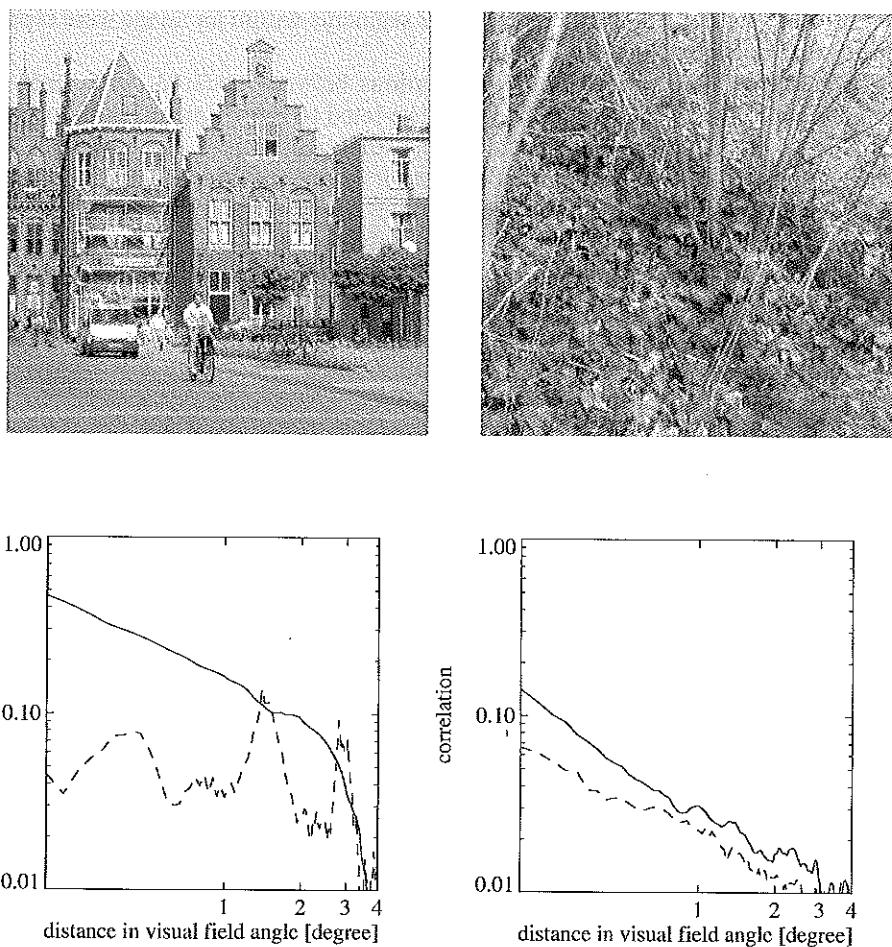 1.00
0.10
0.01
1 2 3 4
distance in visual field angle [degree]
correlation
1.00
0.10
0.01
1 2 3 4
distance in visual field angle [degree]